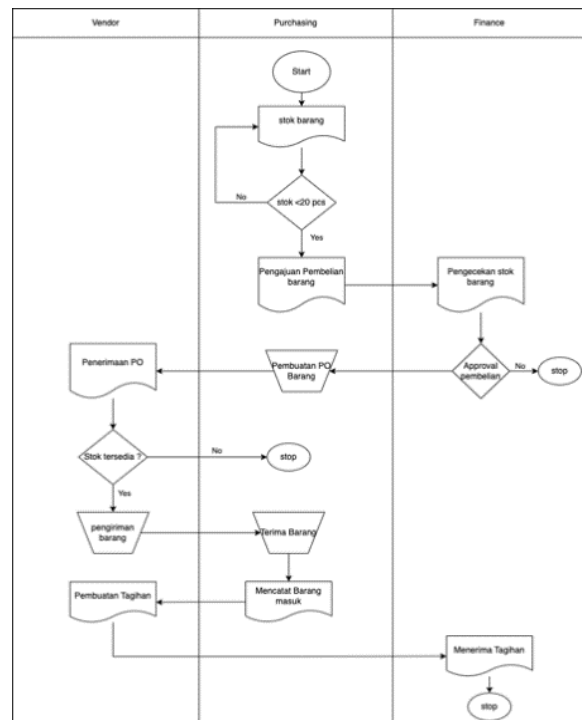 Vendor
Purchasing
Finance
Start
stok barang
No
stok <20 pcs
Yes
Pengajuan Pembelian
barang
Pengecekan stok
barang
Penerimaan PO
Pembuatan PO
Barang
Approval
pembelian
No
stop
Stok tersedia ?
No
stop
Yes
pengiriman
barang
Terima Barang
Pembuatan Tagihan
Mencatat Barang
masuk
Menerima Tagihan
stop